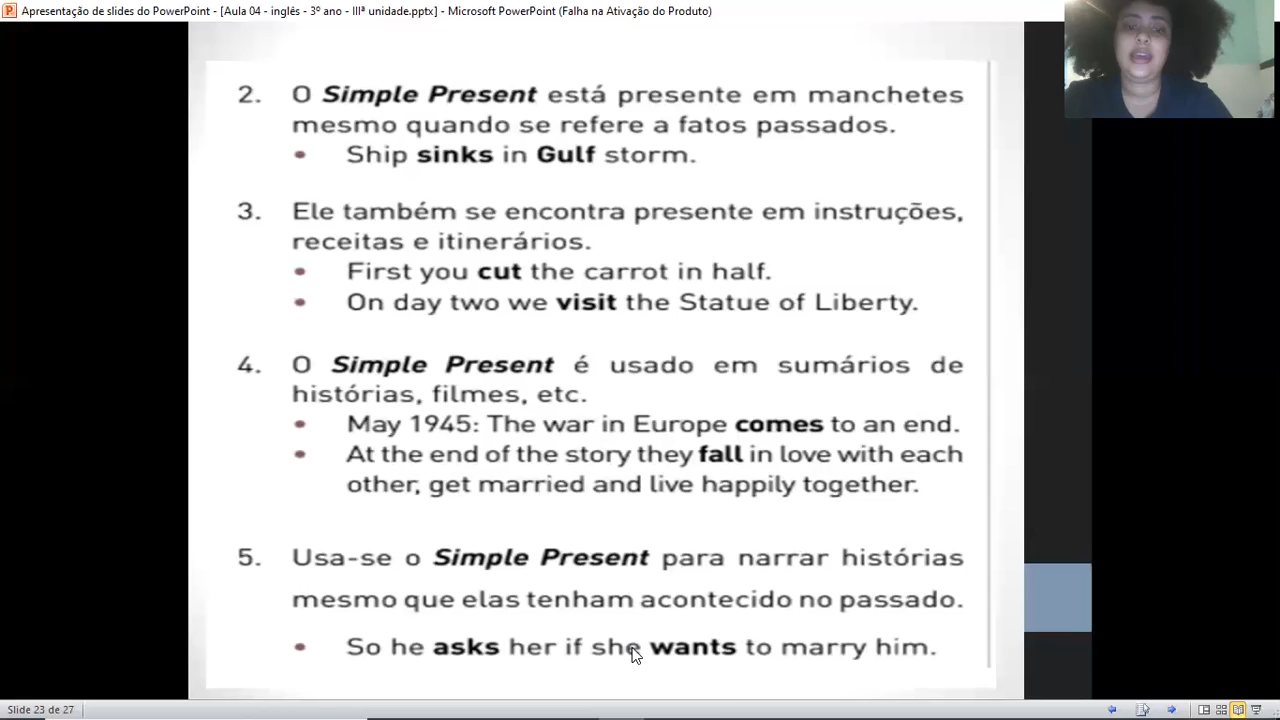 Apresentação de slides do PowerPoint - [Aula 04 - inglês - 3º ano - IIIª unidade.pptx] - Microsoft PowerPoint (Falha na Ativação do Produto)
2. O Simple Present está presente em manchetes
mesmo quando se refere a fatos passados.
• Ship sinks in Gulf storm.
3. Ele também se encontra presente em instruções,
receitas e itinerários.
• First you cut the carrot in half.
• On day two we visit the Statue of Liberty.
4. O Simple Present é usado em sumários de
histórias, filmes, etc.
• May 1945: The war in Europe comes to an end.
• At the end of the story they fall in love with each
other, get married and live happily together.
5. Usa-se o Simple Present para narrar histórias
mesmo que elas tenham acontecido no passado.
• So he asks her if she wants to marry him.
Slide 23 de 27